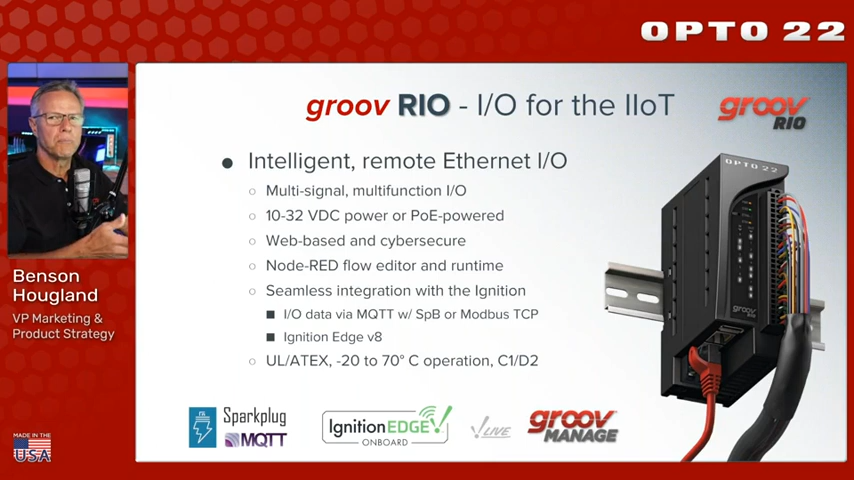 OPTO 22
groov RIO - I/O for the IIoT
groov
RIO
● Intelligent, remote Ethernet I/O
○ Multi-signal, multifunction I/O
○ 10-32 VDC power or PoE-powered
○ Web-based and cybersecure
○ Node-RED flow editor and runtime
○ Seamless integration with the Ignition
■ I/O data via MQTT w/ SpB or Modbus TCP
■ Ignition Edge v8
○ UL/ATEX, -20 to 70° C operation, C1/D2
OPTO 22
groov
RIO
Benson
Hougland
VP Marketing &
Product Strategy
MADE IN THE
USA
Sparkplug
MQTT
IgnitionEDGE
ONBOARD
LIVE
groov
MANAGE